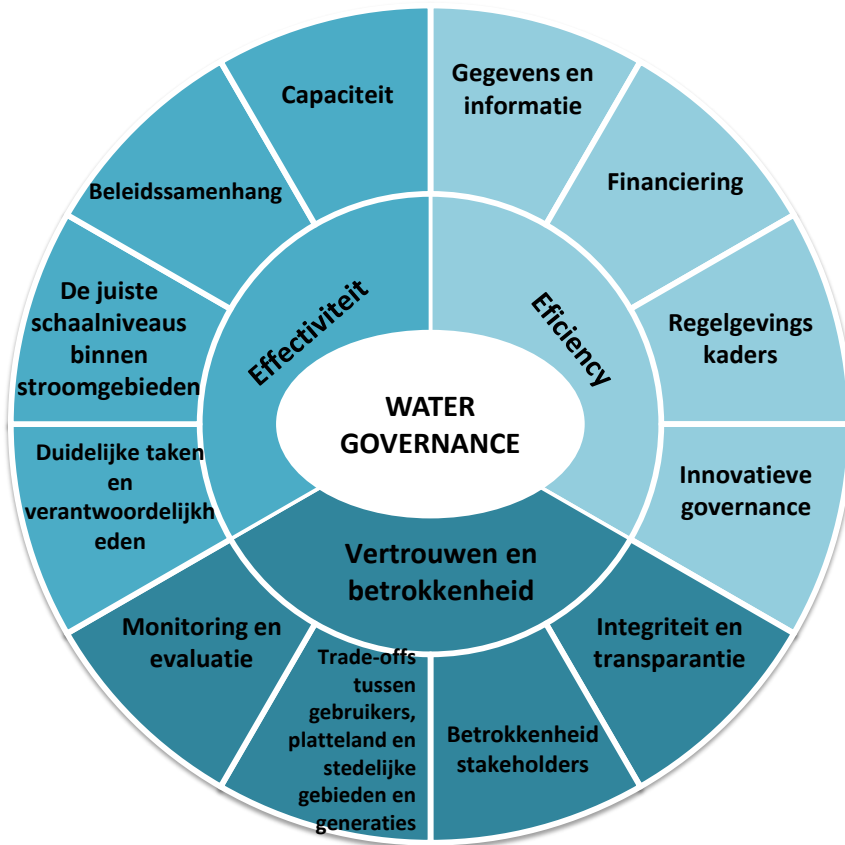 Capaciteit
Gegevens en
informatie
Financiering
Regelgevings
kaders
Innovatieve
governance
Integriteit en
transparantie
Betrokkenheid
stakeholders
Trade-offs
tussen
gebruikers,
platteland en
stedelijke
gebieden en
generaties
Monitoring en
evaluatie
Duidelijke taken
en
verantwoordelijkh
eden
De juiste
schaalniveaus
binnen
stroomgebieden
Beleidssamenhang
Effectiviteit
Eficiency
Vertrouwen en
betrokkenheid
WATER
GOVERNANCE